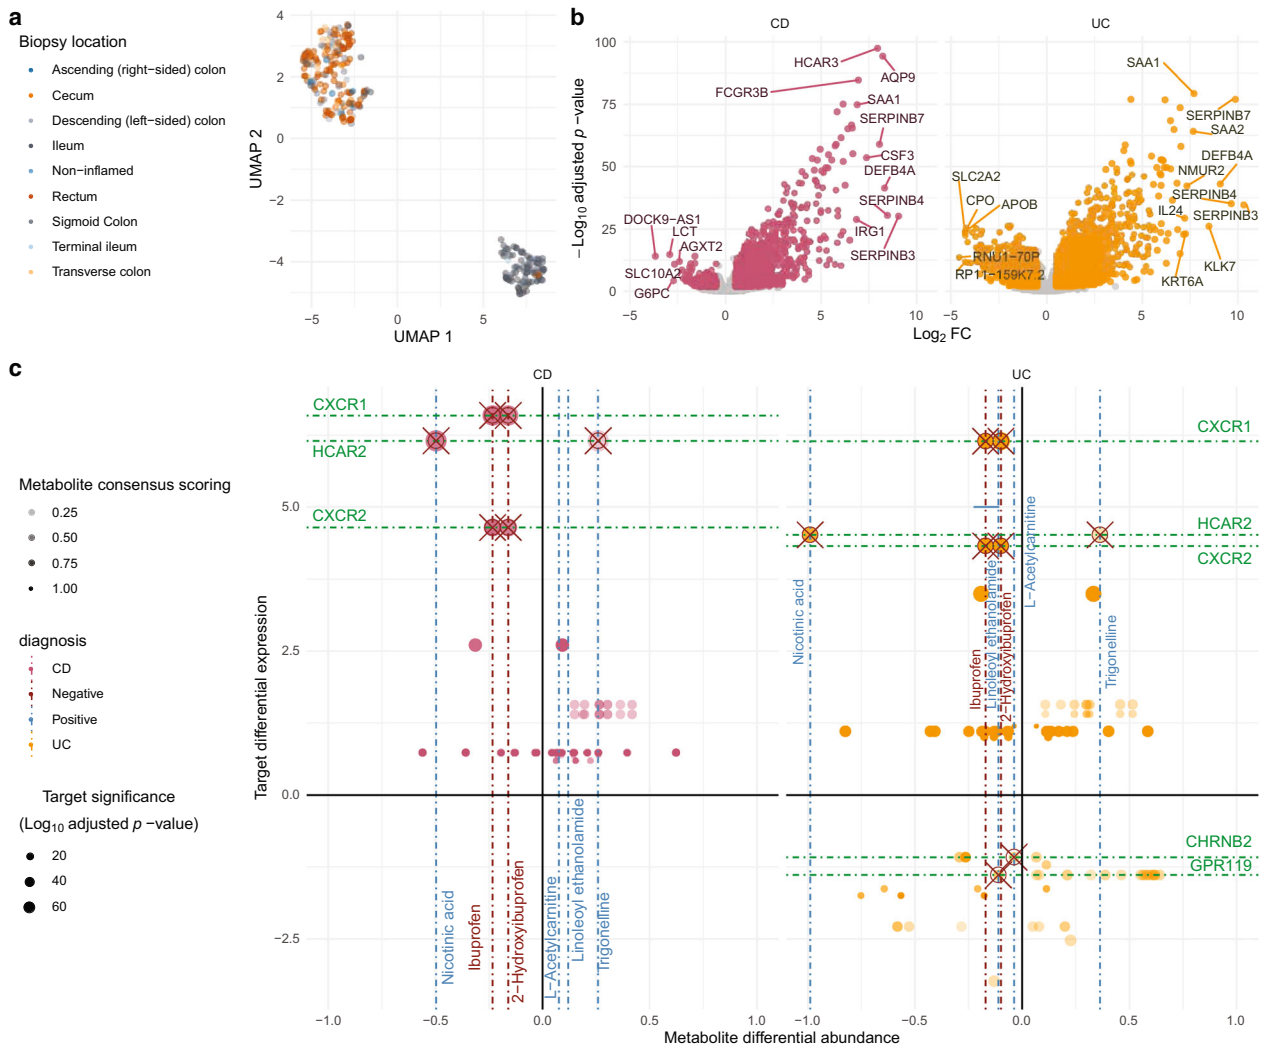 a
Biopsy location
Ascending (right−sided) colon
Cecum
Descending (left−sided) colon
Ileum
Non−inflamed
Rectum
Sigmoid Colon
Terminal ileum
Transverse colon
UMAP 2
4
2
0
−2
−4
−5
0
5
UMAP 1
b
CD
UC
−Log10 adjusted p −value
100
75
50
25
0
HCAR3
AQP9
FCGR3B
SAA1
SERPINB7
CSF3
DEFB4A
SERPINB4
IRG1
SERPINB3
DOCK9−AS1
LCT
AGXT2
SLC10A2
G6PC
−5
0
5
10
SAA1
SERPINB7
SAA2
DEFB4A
NMUR2
SERPINB4
IL24
SERPINB3
KLK7
KRT6A
SLC2A2
CPO
APOB
RNU1−70P
RP11−159K7.2
−5
0
5
10
Log2 FC
c
CD
UC
Metabolite consensus scoring
0.25
0.50
0.75
1.00
diagnosis
CD
Negative
Positive
UC
Target significance
(Log10 adjusted p −value)
20
40
60
Target differential expression
5.0
2.5
0.0
−2.5
CXCR1
HCAR2
CXCR2
Nicotinic acid
Ibuprofen
2−Hydroxyibuprofen
L−Acetylcarnitine
Linoleoyl ethanolamide
Trigonelline
−1.0
−0.5
0.0
0.5
1.0
CXCR1
HCAR2
CXCR2
CHRNB2
GPR119
Nicotinic acid
Ibuprofen
Linoleoyl ethanolamide
2−Hydroxyibuprofen
L−Acetylcarnitine
Trigonelline
−1.0
−0.5
0.0
0.5
1.0
Metabolite differential abundance